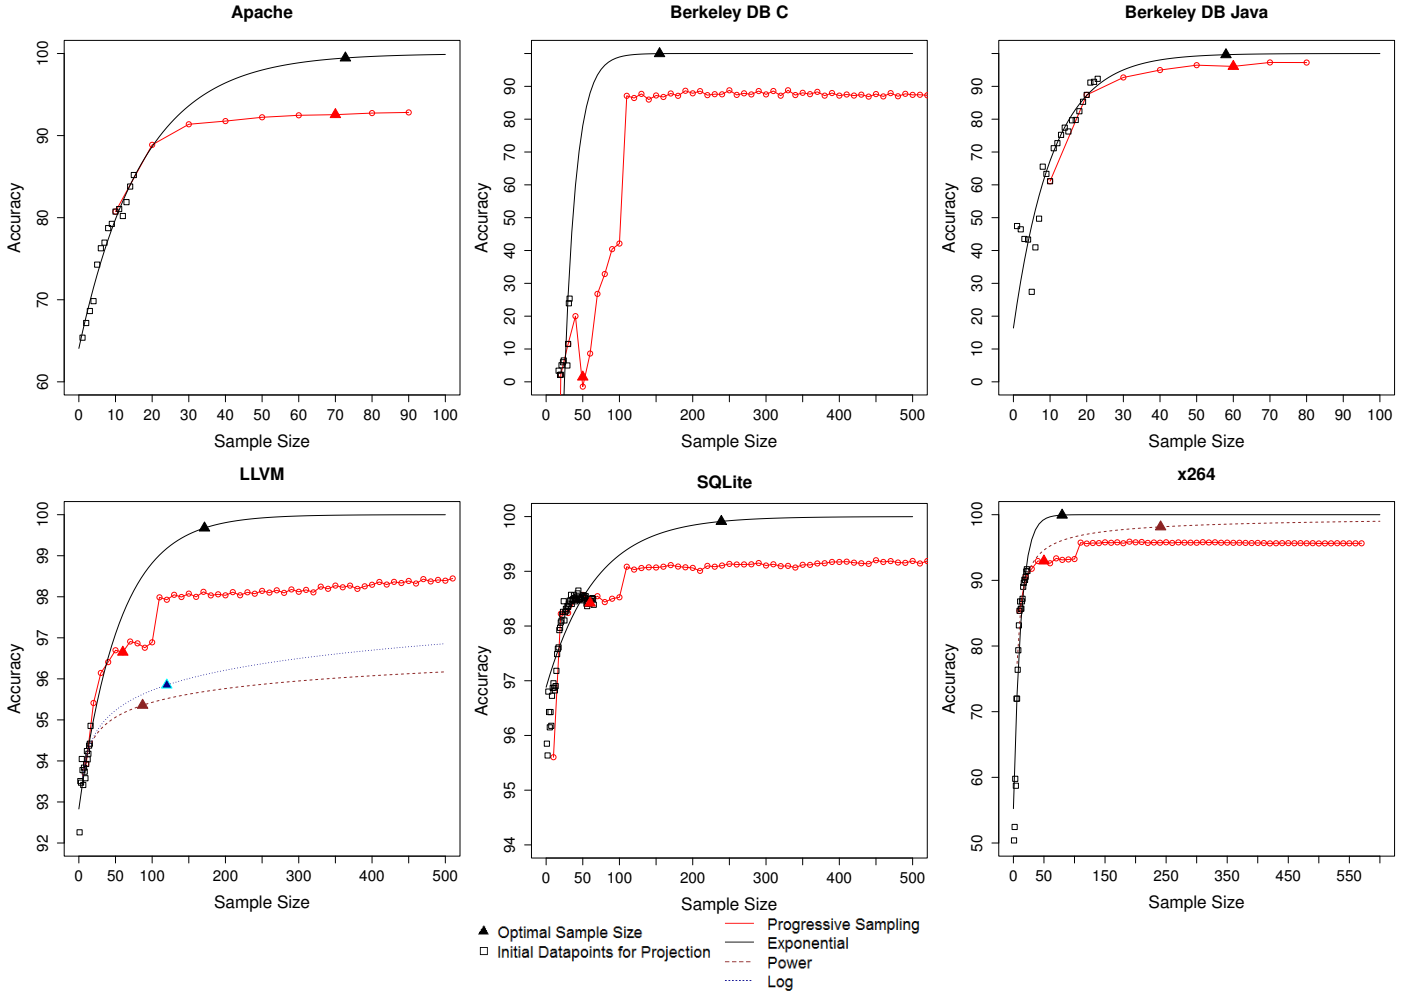 Apache
Berkeley DB C
Berkeley DB Java
Accuracy
60 70 80 90 100
0 10 20 30 40 50 60 70 80 90 100
Sample Size
Accuracy
0 10 20 30 40 50 60 70 80 90
0 50 100 200 300 400 500
Sample Size
Accuracy
0 10 20 30 40 50 60 70 80 90
0 10 20 30 40 50 60 70 80 90 100
Sample Size
LLVM
SQLite
x264
Accuracy
92 93 94 95 96 97 98 99 100
0 50 100 200 300 400 500
Sample Size
Accuracy
94 95 96 97 98 99 100
0 50 100 200 300 400 500
Sample Size
Accuracy
50 60 70 80 90 100
0 50 150 250 350 450 550
Sample Size
Optimal Sample Size
Initial Datapoints for Projection
Progressive Sampling
Exponential
Power
Log